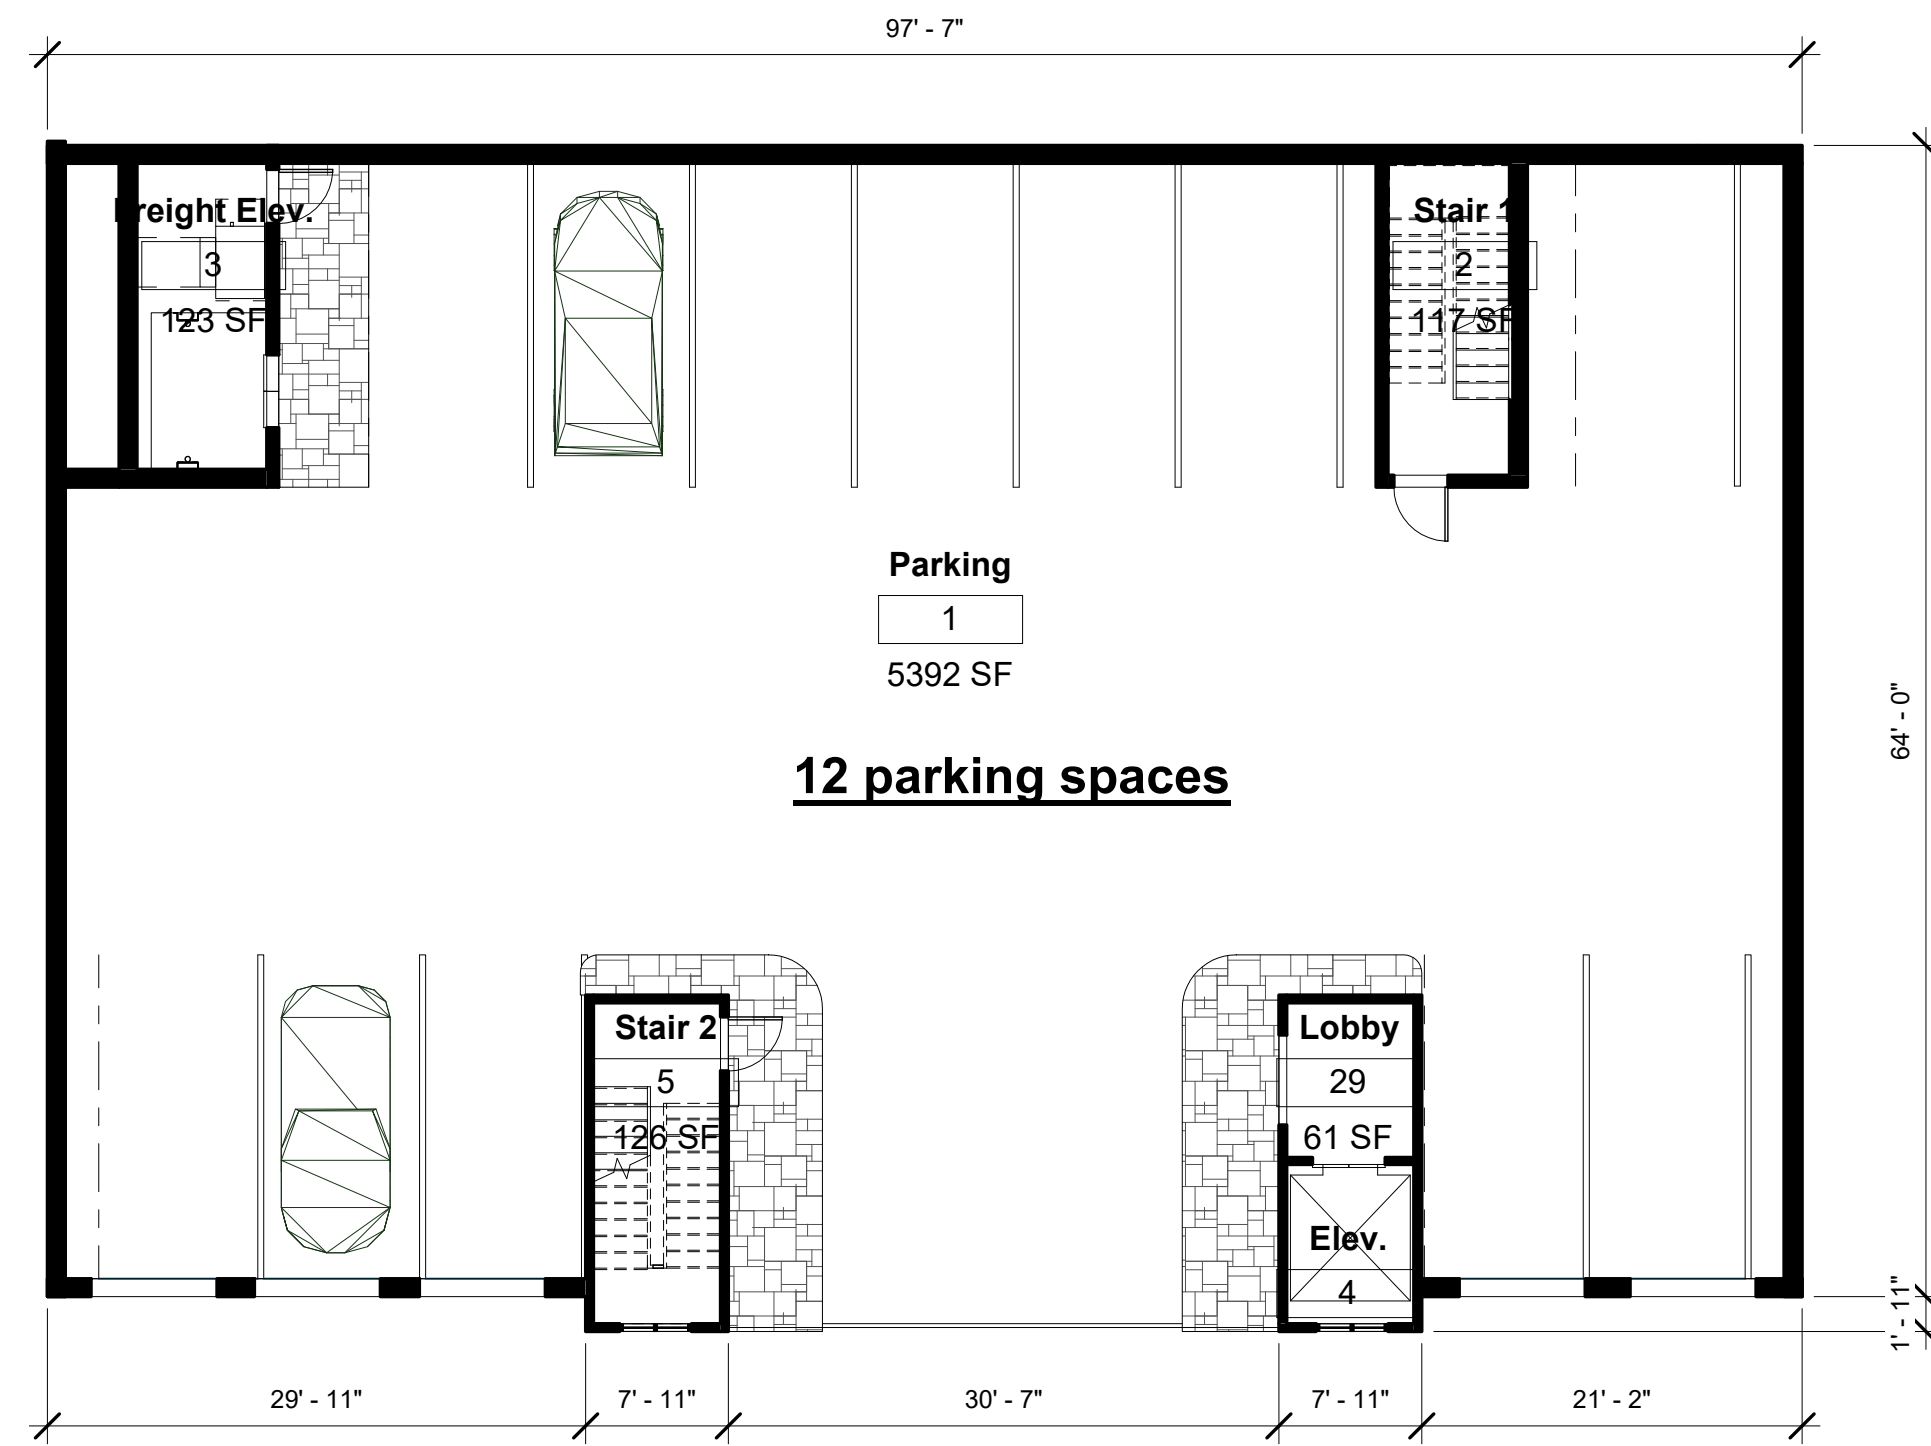 97' - 7"
Freight Elev.
3
123 SF
Stair 1
2
117 SF
Parking
1
5392 SF
12 parking spaces
64' - 0"
Stair 2
5
126 SF
Lobby
29
61 SF
Elev.
4
1' - 11"
29' - 11"
7' - 11"
30' - 7"
7' - 11"
21' - 2"